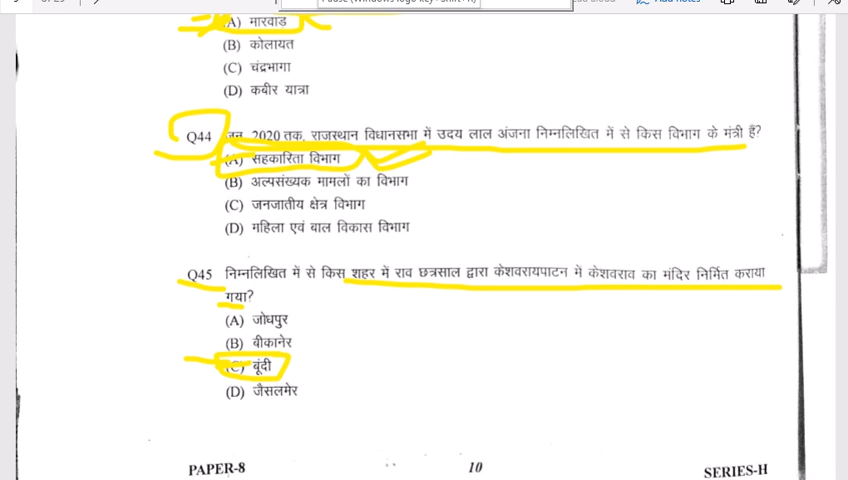 (A) मारवाड
(B) कोलायत
(C) चंद्रभागा
(D) कबीर यात्रा
Q44 जून, 2020 तक, राजस्थान विधानसभा में उदय लाल अंजना निम्नलिखित में से किस विभाग के मंत्री हैं?
(A) सहकारिता विभाग
(B) अल्पसंख्यक मामलों का विभाग
(C) जनजातीय क्षेत्र विभाग
(D) महिला एवं बाल विकास विभाग
Q45 निम्नलिखित में से किस शहर में राव छत्रसाल द्वारा केशवरायपाटन में केशवराव का मंदिर निर्मित कराया
गया?
(A) जोधपुर
(B) बीकानेर
(C) बूंदी
(D) जैसलमेर
PAPER-8 10 SERIES-H